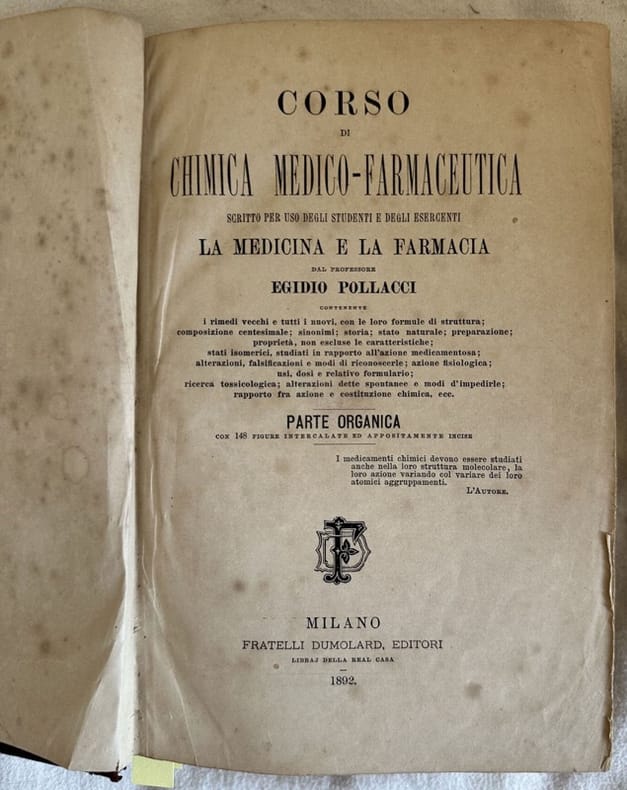 CORSO
DI
CHIMICA MEDICO-FARMACEUTICA
SCRITTO PER USO DEGLI STUDENTI E DEGLI ESERCENTI
LA MEDICINA E LA FARMACIA
DAL PROFESSORE
EGIDIO POLLACCI
CONTENENTE
i rimedi vecchi e tutti i nuovi, con le loro formule di struttura;
composizione centesimale; sinonimi; storia; stato naturale; preparazione;
proprietà, non escluse le caratteristiche;
stati isomerici, studiati in rapporto all'azione medicamentosa;
alterazioni, falsificazioni e modi di riconoscerle; azione fisiologica;
usi, dosi e relativo formulario;
ricerca tossicologica; alterazioni dette spontanee e modi d'impedirle;
rapporto fra azione e costituzione chimica, ecc.
PARTE ORGANICA
CON 148 FIGURE INTERCALATE ED APPOSITAMENTE INCISE
I medicamenti chimici devono essere studiati
anche nella loro struttura molecolare, la
loro azione variando col variare dei loro
atomici aggruppamenti.
L'AUTORE.
MILANO
FRATELLI DUMOLARD, EDITORI
LIBRAJ DELLA REAL CASA
—
1892.